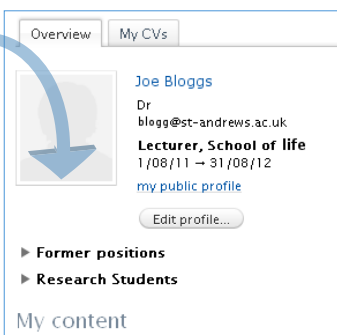 Overview My CVs
Joe Bloggs
Dr
blogg@st-andrews.ac.uk
Lecturer, School of life
1/08/11 → 31/08/12
my public profile
Edit profile...
Former positions
Research Students
My content